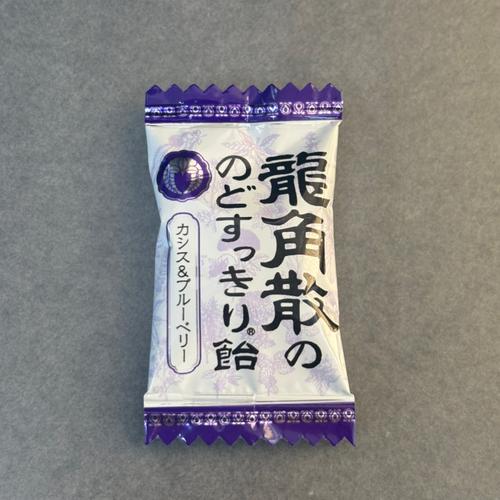 龍角散の
のどすっきり®飴
カシス&ブルーベリー